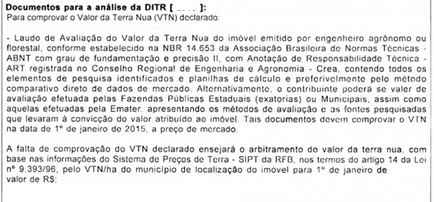 Documentos para a análise da DITR [ ]:
Para comprovar o Valor da Terra Nua (VTN) declarado:
- Laudo de Avaliação do Valor da Terra Nua do imóvel emitido por engenheiro agrônomo ou
florestal, conforme estabelecido na NBR 14.653 da Associação Brasileira de Normas Técnicas -
ABNT com grau de fundamentação e precisão II, com Anotação de Responsabilidade Técnica -
ART registrada no Conselho Regional de Engenharia e Agronomia - Crea, contendo todos os
elementos de pesquisa identificados e planilhas de cálculo e preferivelmente pelo método
comparativo direto de dados de mercado. Alternativamente, o contribuinte poderá se valer de
avaliação efetuada pelas Fazendas Públicas Estaduais (exatorias) ou Municipais, assim como
aquelas efetuadas pela Emater, apresentando os métodos de avaliação e as fontes pesquisadas
que levaram à convicção do valor atribuído ao imóvel. Tais documentos devem comprovar o VTN
na data de 1º de janeiro de 2015, a preço de mercado.
A falta de comprovação do VTN declarado ensejará o arbitramento do valor da terra nua, com
base nas informações do Sistema de Preços de Terra - SIPT da RFB, nos termos do artigo 14 da Lei
nº 9.393/96, pelo VTN/ha do município de localização do imóvel para 1º de janeiro de
valor de R$: